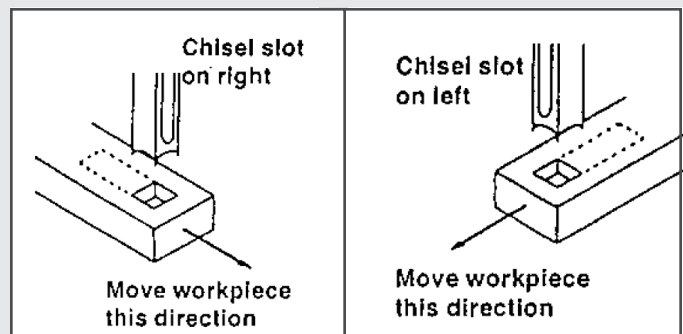 Chisel slot
on right
Move workpiece
this direction
Chisel slot
on left
Move workpiece
this direction